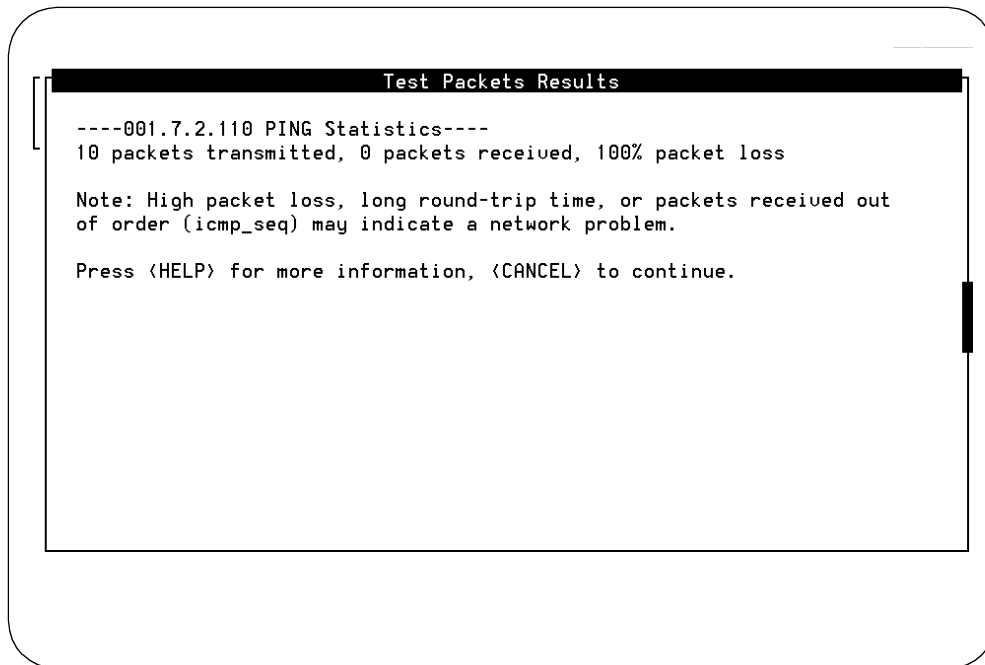 Test Packets Results
----001.7.2.110 PING Statistics----
10 packets transmitted, 0 packets received, 100% packet loss
Note: High packet loss, long round-trip time, or packets received out
of order (icmp_seq) may indicate a network problem.
Press <HELP> for more information, <CANCEL> to continue.